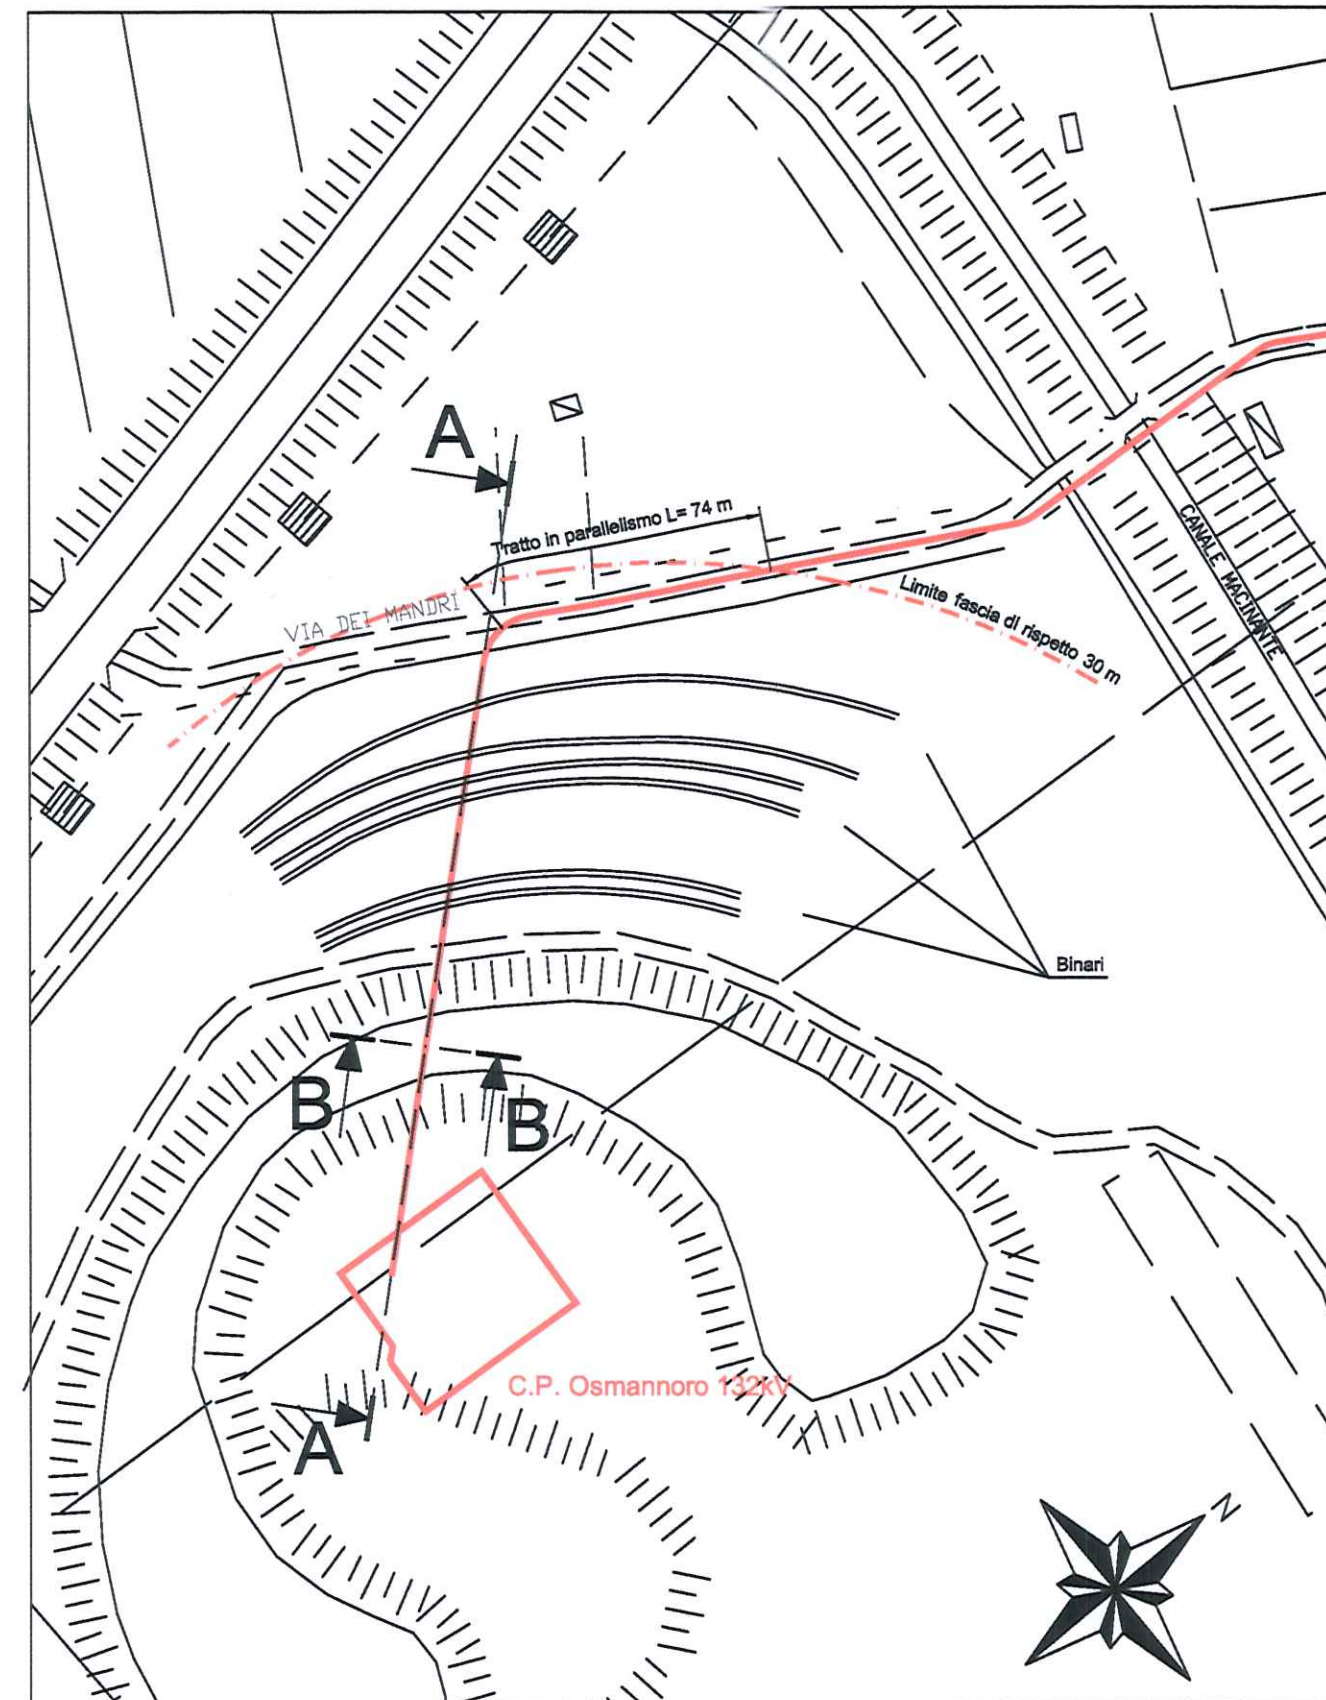 A
Tratto in parallelismo L= 74 m
CANALE MACINANTE
Limite fascia di rispetto 30 m
VIA DEI MANDRI
Binari
B
B
C.P. Osmannoro 132kV
A
N